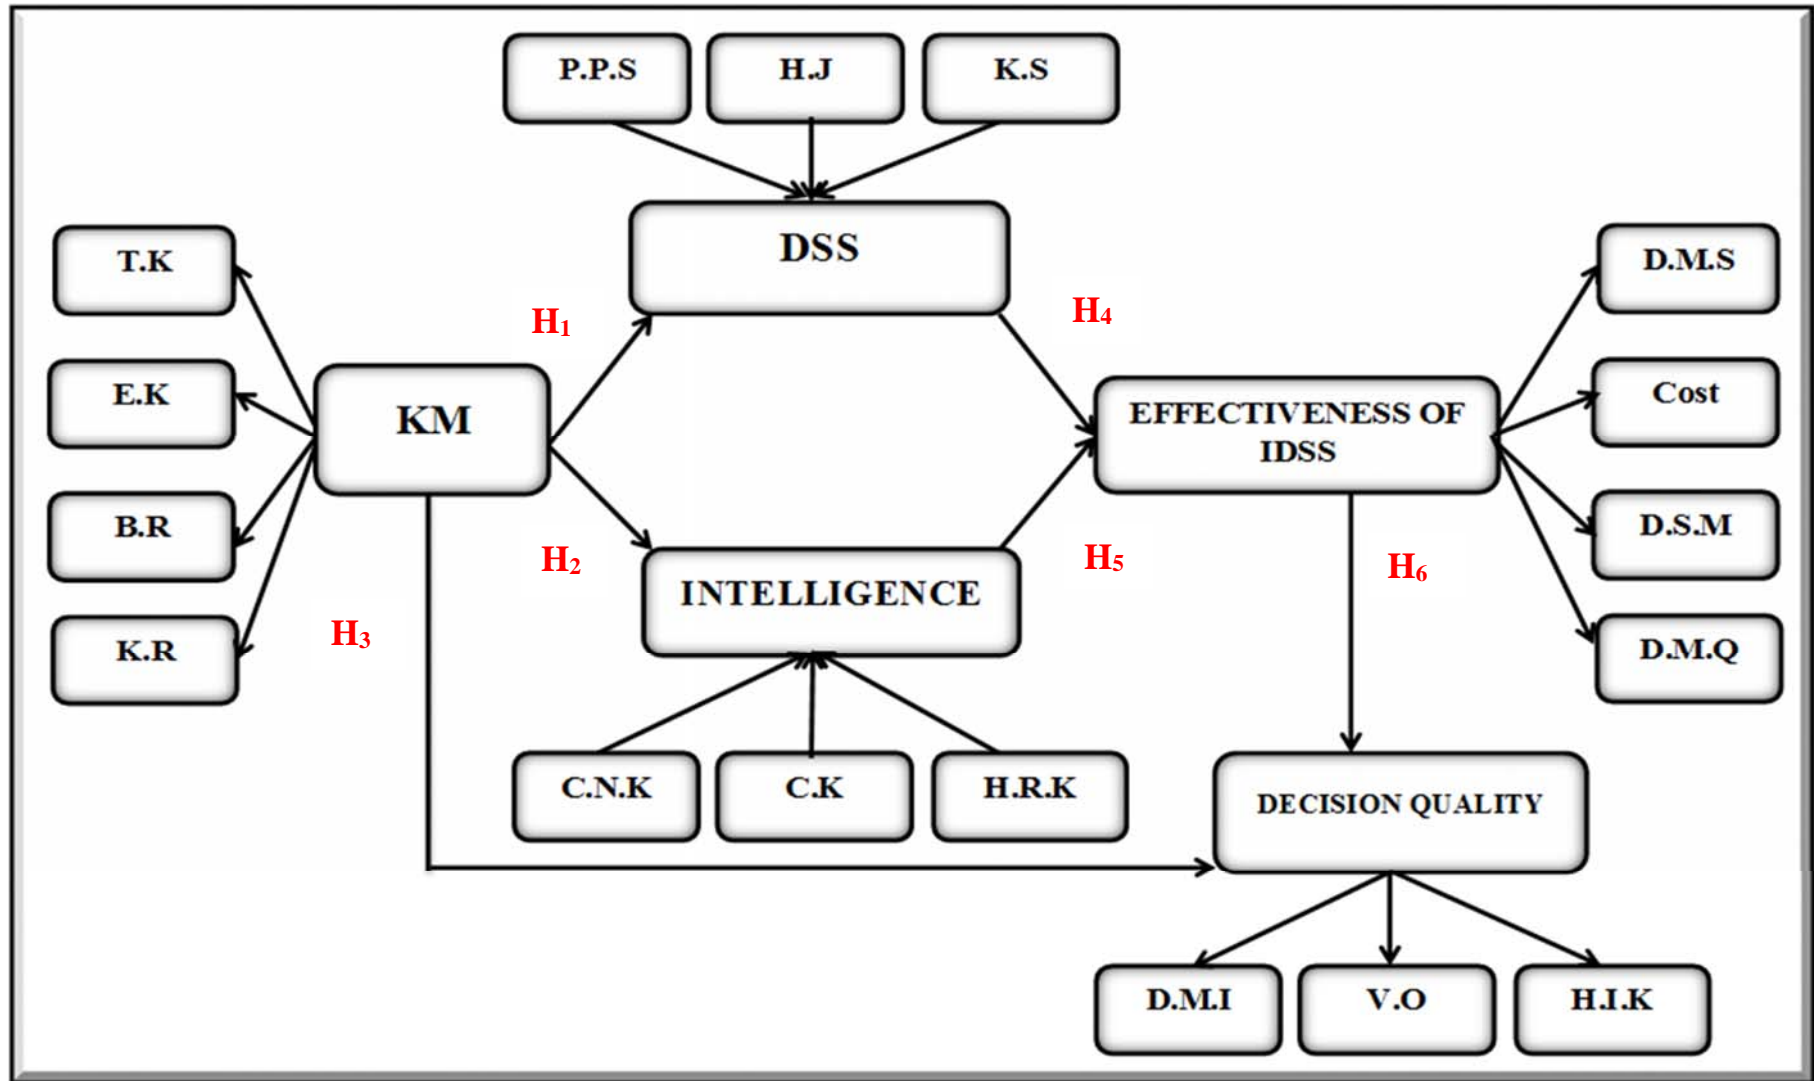 P.P.S
H.J
K.S
DSS
T.K
E.K
B.R
K.R
KM
H₁
H₂
H₃
H₄
H₅
H₆
INTELLIGENCE
C.N.K
C.K
H.R.K
EFFECTIVENESS OF
IDSS
D.M.S
Cost
D.S.M
D.M.Q
DECISION QUALITY
D.M.I
V.O
H.I.K